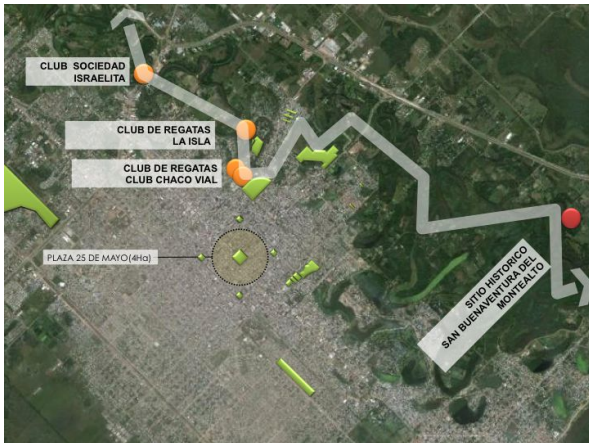 CLUB SOCIEDAD
ISRAELITA
CLUB DE REGATAS
LA ISLA
CLUB DE REGATAS
CLUB CHACO VIAL
PLAZA 25 DE MAYO(4Ha)
SITIO HISTORICO
SAN BUENAVENTURA DEL
MONTEALTO